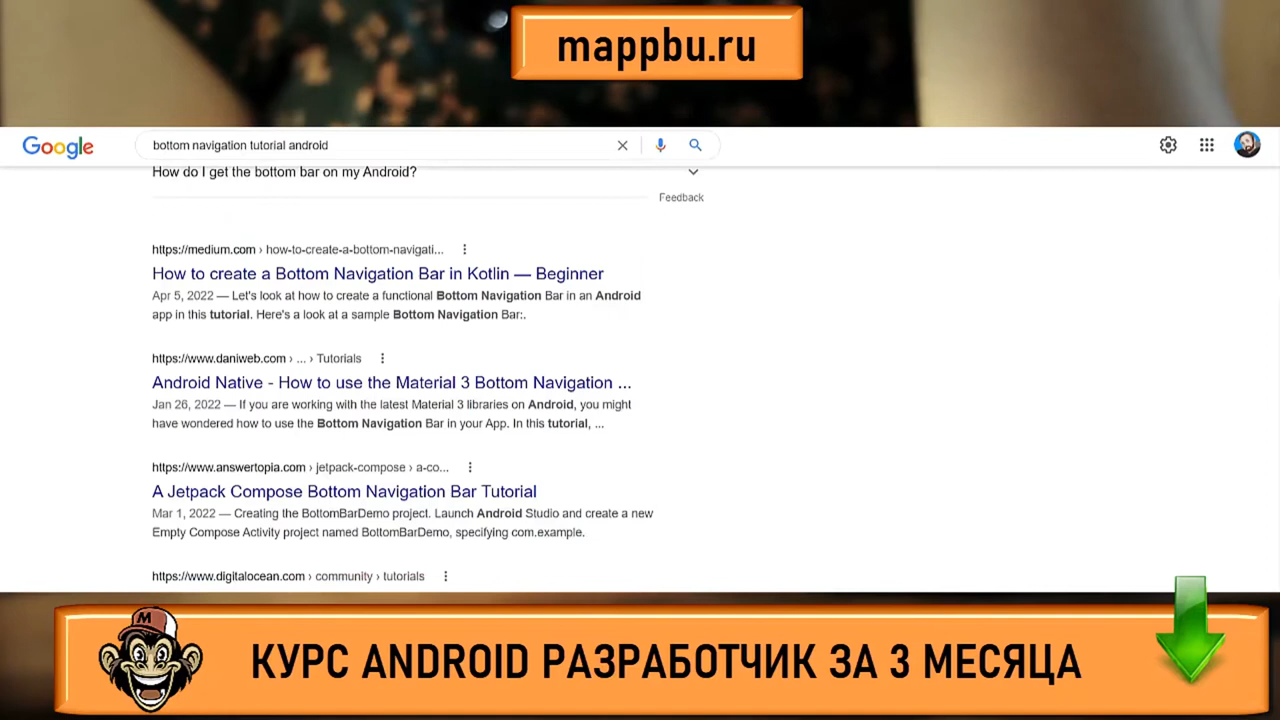 mappbu.ru
Google
bottom navigation tutorial android
How do I get the bottom bar on my Android?
Feedback
https://medium.com › how-to-create-a-bottom-navigati...
How to create a Bottom Navigation Bar in Kotlin — Beginner
Apr 5, 2022 — Let's look at how to create a functional Bottom Navigation Bar in an Android
app in this tutorial. Here's a look at a sample Bottom Navigation Bar:.
https://www.daniweb.com › ... › Tutorials
Android Native - How to use the Material 3 Bottom Navigation ...
Jan 26, 2022 — If you are working with the latest Material 3 libraries on Android, you might
have wondered how to use the Bottom Navigation Bar in your App. In this tutorial, ...
https://www.answertopia.com › jetpack-compose › a-co...
A Jetpack Compose Bottom Navigation Bar Tutorial
Mar 1, 2022 — Creating the BottomBarDemo project. Launch Android Studio and create a new
Empty Compose Activity project named BottomBarDemo, specifying com.example.
https://www.digitalocean.com › community › tutorials
M
КУРС ANDROID РАЗРАБОТЧИК ЗА 3 МЕСЯЦА